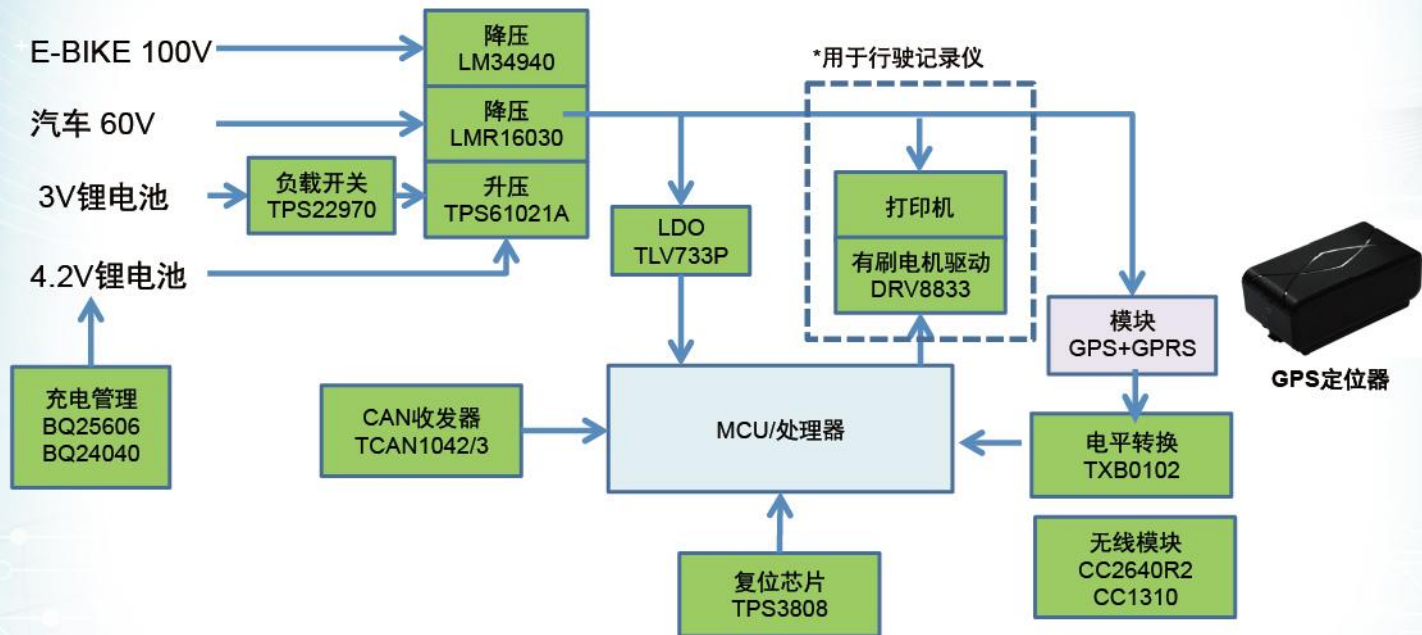 E-BIKE 100V
降压
LM34940
*用于行驶记录仪
汽车 60V
降压
LMR16030
3V锂电池
负载开关
TPS22970
升压
TPS61021A
打印机
LDO
TLV733P
4.2V锂电池
有刷电机驱动
DRV8833
模块
GPS+GPRS
GPS定位器
充电管理
BQ25606
BQ24040
CAN收发器
TCAN1042/3
MCU/处理器
电平转换
TXB0102
无线模块
CC2640R2
CC1310
复位芯片
TPS3808